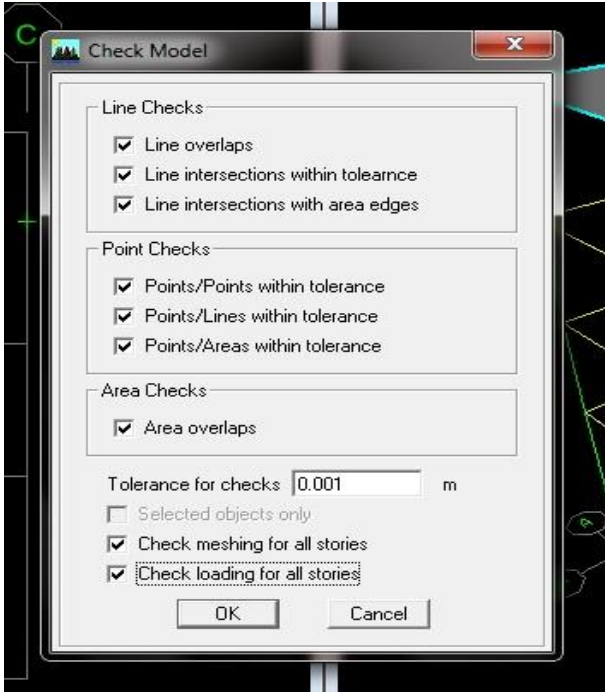 C
Check Model
Line Checks
Line overlaps
Line intersections within tolearnce
Line intersections with area edges
Point Checks
Points/Points within tolerance
Points/Lines within tolerance
Points/Areas within tolerance
Area Checks
Area overlaps
Tolerance for checks 0.001 m
Selected objects only
Check meshing for all stories
Check loading for all stories
OK Cancel